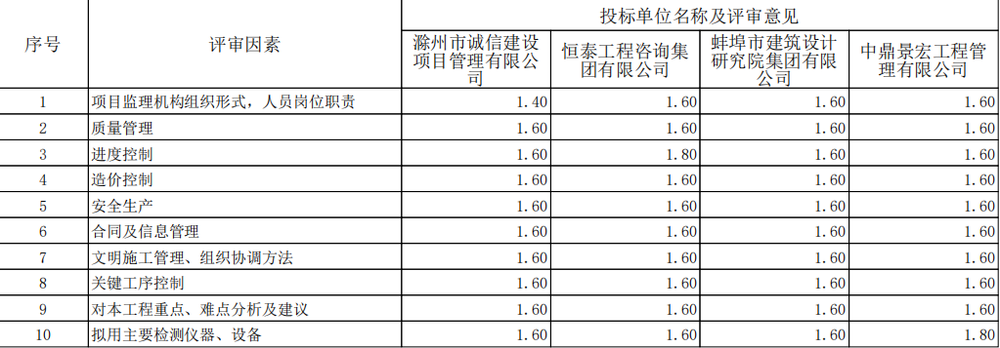 序号 评审因素 投标单位名称及评审意见
滁州市诚信建设项目管理有限公司 恒泰工程咨询集团有限公司 蚌埠市建筑设计研究院集团有限公司 中鼎景宏工程管理有限公司
1 项目监理机构组织形式，人员岗位职责 1.40 1.60 1.60 1.60
2 质量管理 1.60 1.60 1.60 1.60
3 进度控制 1.60 1.80 1.60 1.60
4 造价控制 1.60 1.60 1.60 1.60
5 安全生产 1.60 1.60 1.60 1.60
6 合同及信息管理 1.60 1.60 1.60 1.60
7 文明施工管理、组织协调方法 1.60 1.60 1.60 1.60
8 关键工序控制 1.60 1.60 1.60 1.60
9 对本工程重点、难点分析及建议 1.60 1.60 1.60 1.60
10 拟用主要检测仪器、设备 1.60 1.60 1.60 1.80